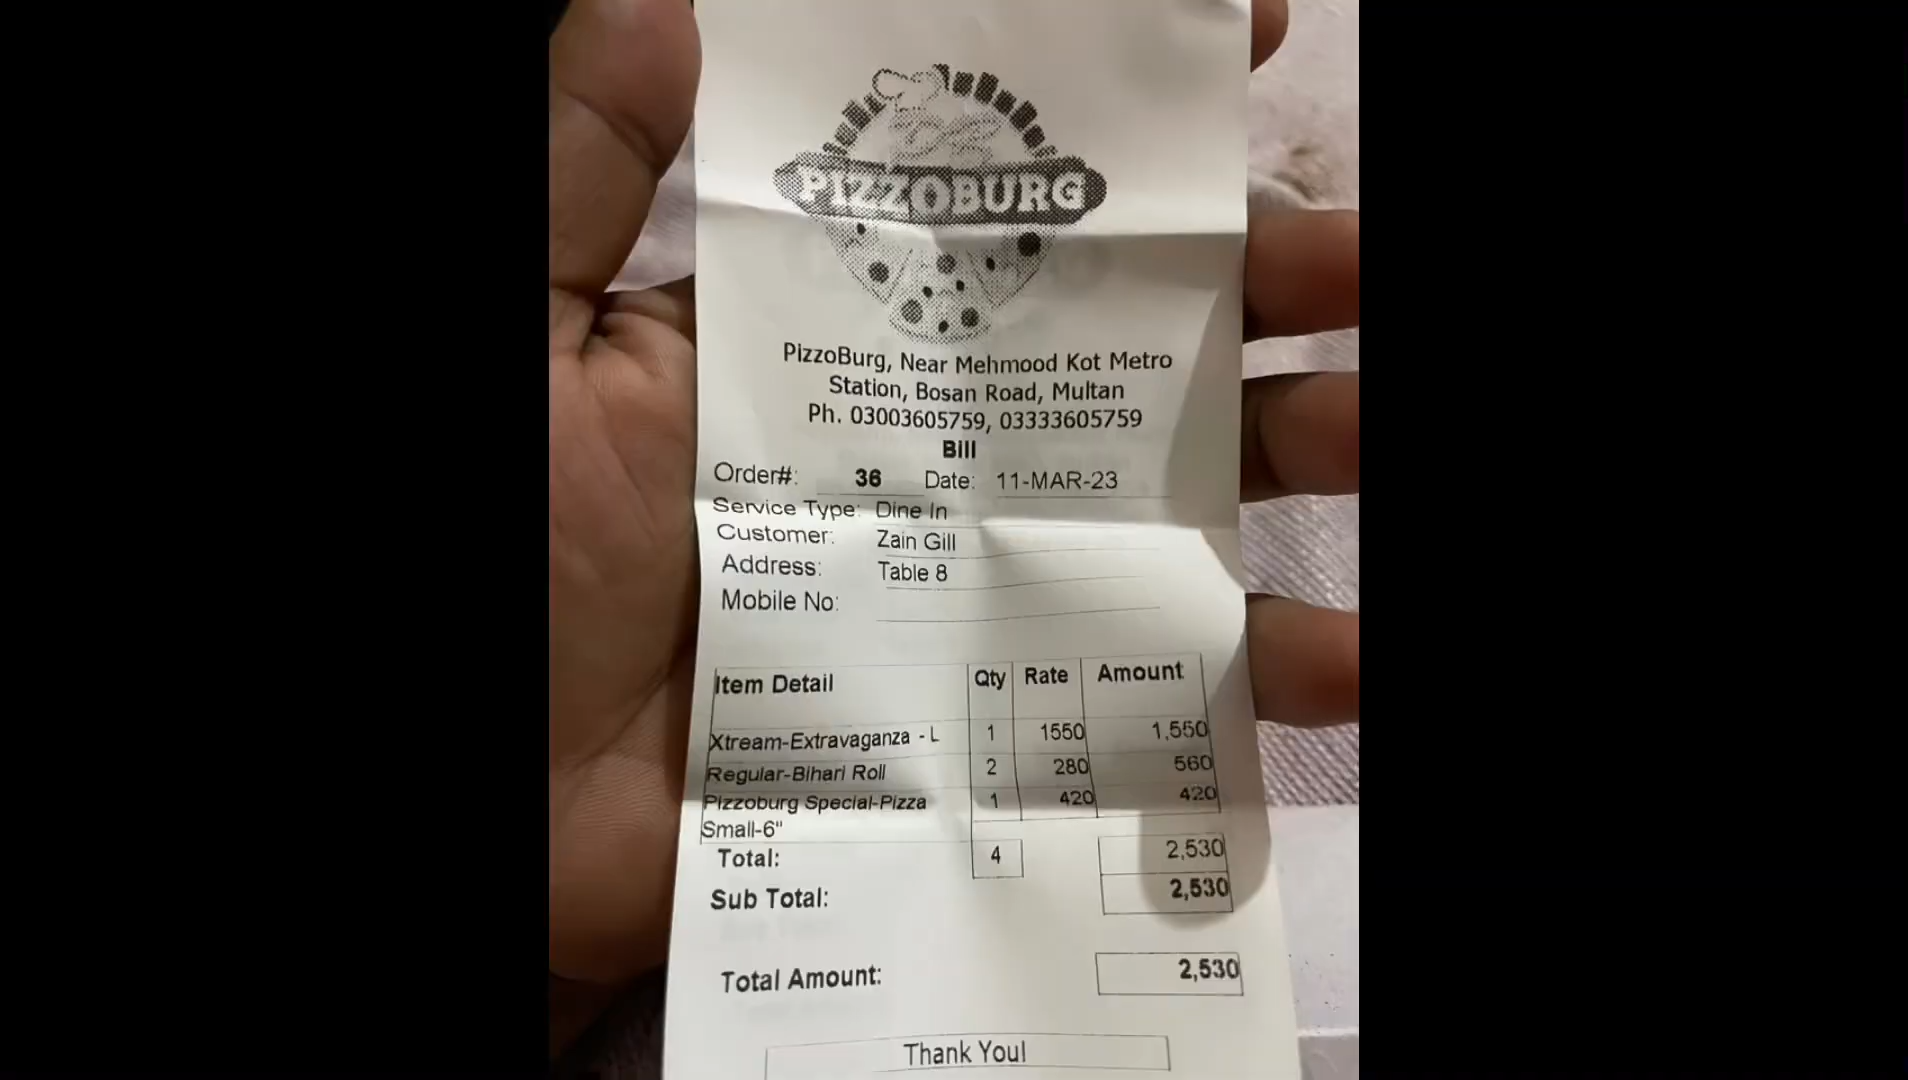 PIZZOBURG
PizzoBurg, Near Mehmood Kot Metro
Station, Bosan Road, Multan
Ph. 03003605759, 03333605759
Bill
Order#: 36 Date: 11-MAR-23
Service Type: Dine In
Customer: Zain Gill
Address: Table 8
Mobile No:
Item Detail Qty Rate Amount
Xtream-Extravaganza - L 1 1550 1,550
Regular-Bihari Roll 2 280 560
Pizzoburg Special-Pizza 1 420 420
Small-6"
Total: 4 2,530
Sub Total: 2,530
Total Amount: 2,530
Thank You!